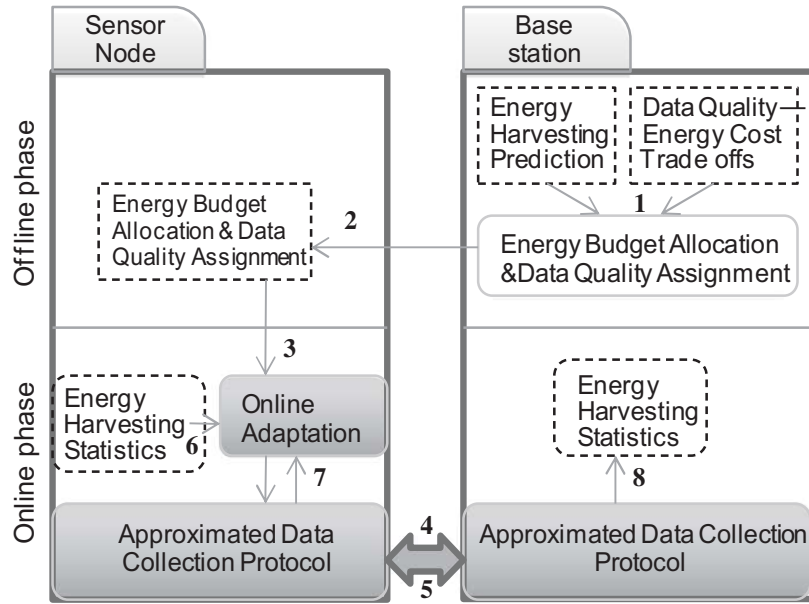 Sensor
Node
Base
station
Offline phase
Energy
Harvesting
Prediction
Data Quality
Energy Cost
Trade offs
1
Energy Budget
Allocation & Data
Quality Assignment
2
Energy Budget Allocation
&Data Quality Assignment
3
Online phase
Energy
Harvesting
Statistics
6
Online
Adaptation
7
Energy
Harvesting
Statistics
8
Approximated Data
Collection Protocol
4
5
Approximated Data Collection
Protocol